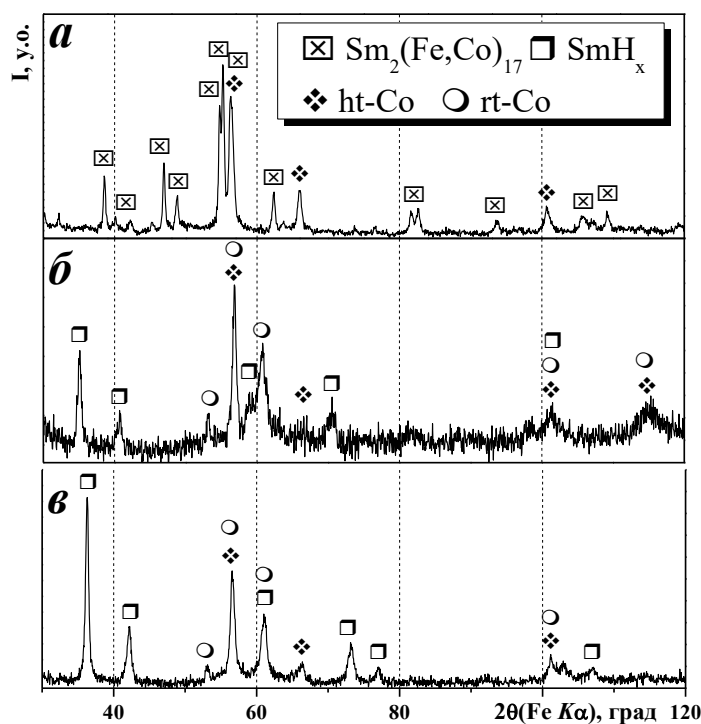 а
I, у.о.
Sm₂(Fe,Co)₁₇ SmHₓ
ht-Co rt-Co
б
в
40 60 80 2θ(Fe Kα), град 120